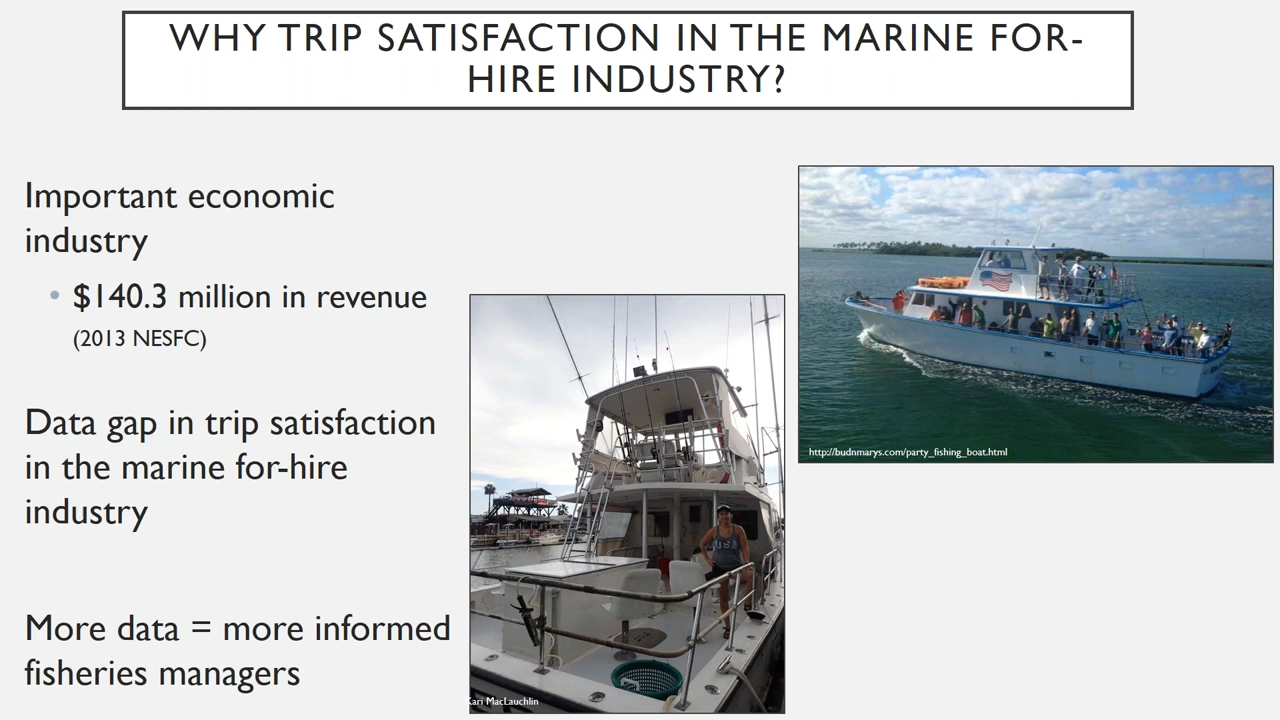 WHY TRIP SATISFACTION IN THE MARINE FOR-
HIRE INDUSTRY?
Important economic
industry
• $140.3 million in revenue
(2013 NESFC)
Data gap in trip satisfaction
in the marine for-hire
industry
More data = more informed
fisheries managers
http://budnmarys.com/party_fishing_boat.html
USA
Kari MacLauchlin